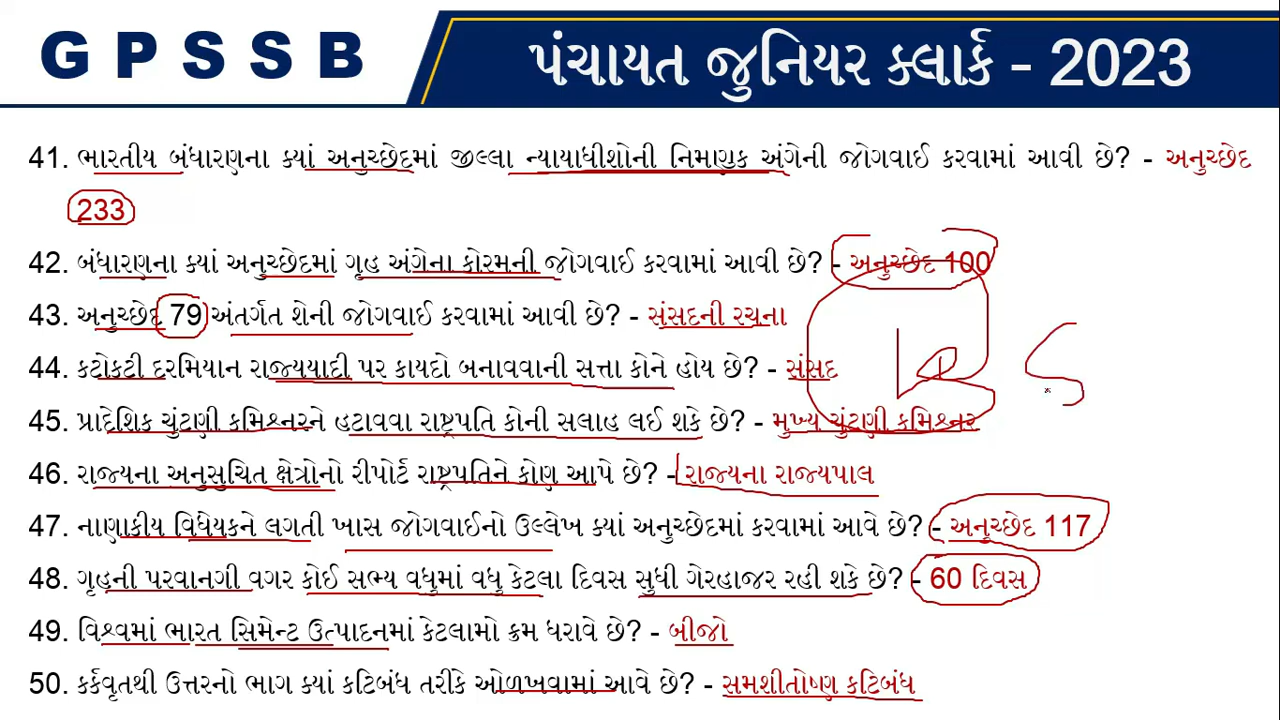 GPSSB
પંચાયત જુનિયર ક્લાર્ક - 2023
41. ભારતીય બંધારણના ક્યાં અનુચ્છેદમાં જીલ્લા ન્યાયાધીશોની નિમણુક અંગેની જોગવાઈ કરવામાં આવી છે? - અનુચ્છેદ
233
42. બંધારણના ક્યાં અનુચ્છેદમાં ગૃહ અંગેના કોરમની જોગવાઈ કરવામાં આવી છે? - અનુચ્છેદ 100
43. અનુચ્છેદ 79 અંતર્ગત શેની જોગવાઈ કરવામાં આવી છે? - સંસદની રચના
44. કટોકટી દરમિયાન રાજ્યયાદી પર કાયદો બનાવવાની સત્તા કોને હોય છે? - સંસદ
45. પ્રાદેશિક ચુંટણી કમિશ્નરને હટાવવા રાષ્ટ્રપતિ કોની સલાહ લઈ શકે છે? - મુખ્ય ચુંટણી કમિશ્નર
46. રાજ્યના અનુસુચિત ક્ષેત્રોનો રીપોર્ટ રાષ્ટ્રપતિને કોણ આપે છે? - રાજ્યના રાજ્યપાલ
47. નાણાકીય વિધેયકને લગતી ખાસ જોગવાઈનો ઉલ્લેખ ક્યાં અનુચ્છેદમાં કરવામાં આવે છે? - અનુચ્છેદ 117
48. ગૃહની પરવાનગી વગર કોઈ સભ્ય વધુમાં વધુ કેટલા દિવસ સુધી ગેરહાજર રહી શકે છે? - 60 દિવસ
49. વિશ્વમાં ભારત સિમેન્ટ ઉત્પાદનમાં કેટલામો ક્રમ ધરાવે છે? - બીજો
50. કર્કવૃતથી ઉત્તરનો ભાગ ક્યાં કટિબંધ તરીકે ઓળખવામાં આવે છે? - સમશીતોષ્ણ કટિબંધ